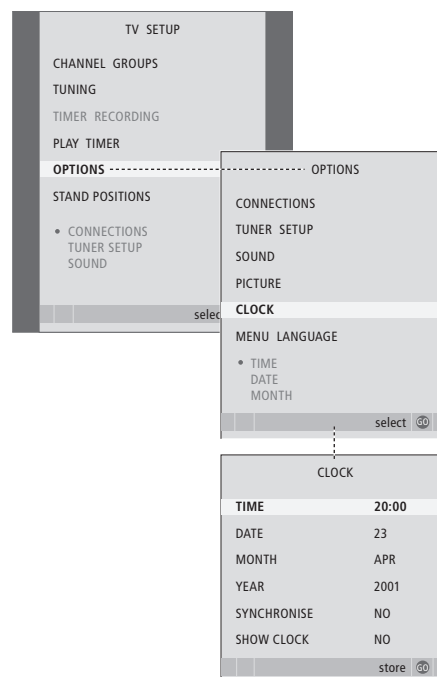 TV SETUP
CHANNEL GROUPS
TUNING
TIMER RECORDING
PLAY TIMER
OPTIONS
STAND POSITIONS
• CONNECTIONS
TUNER SETUP
SOUND
selec
OPTIONS
CONNECTIONS
TUNER SETUP
SOUND
PICTURE
CLOCK
MENU LANGUAGE
• TIME
DATE
MONTH
select GO
CLOCK
TIME 20:00
DATE 23
MONTH APR
YEAR 2001
SYNCHRONISE NO
SHOW CLOCK NO
store GO